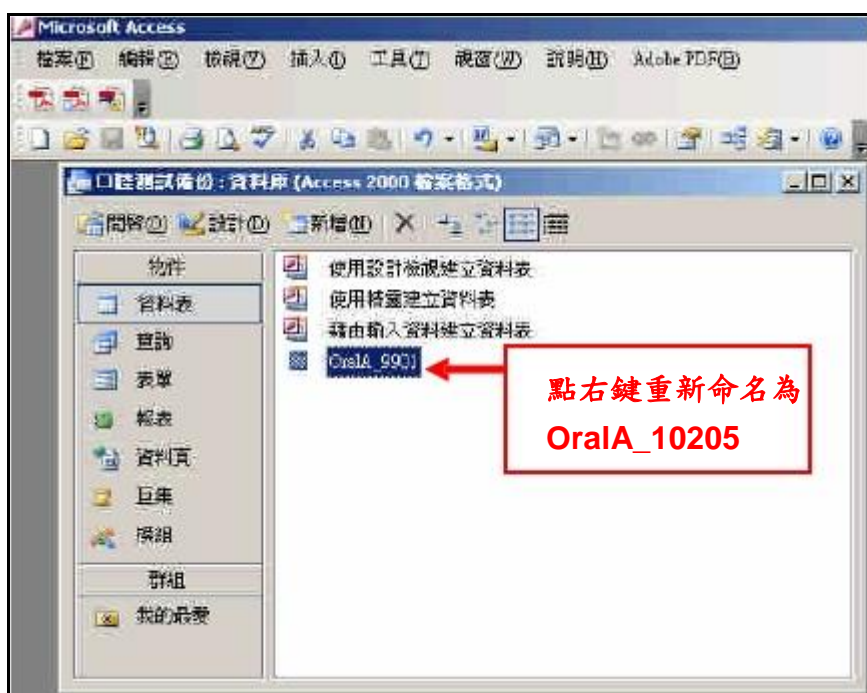 Microsoft Access
檔案(F) 編輯(E) 檢視(V) 插入(I) 工具(T) 視窗(W) 說明(H) Adobe PDF(B)
口腔測試備份 : 資料庫 (Access 2000 檔案格式)
開啓(O) 設計(D) 新增(N)
物件
資料表
查詢
表單
報表
資料頁
巨集
模組
群組
我的最愛
使用設計檢視建立資料表
使用精靈建立資料表
藉由輸入資料建立資料表
OralA_9901
點右鍵重新命名為
OralA_10205